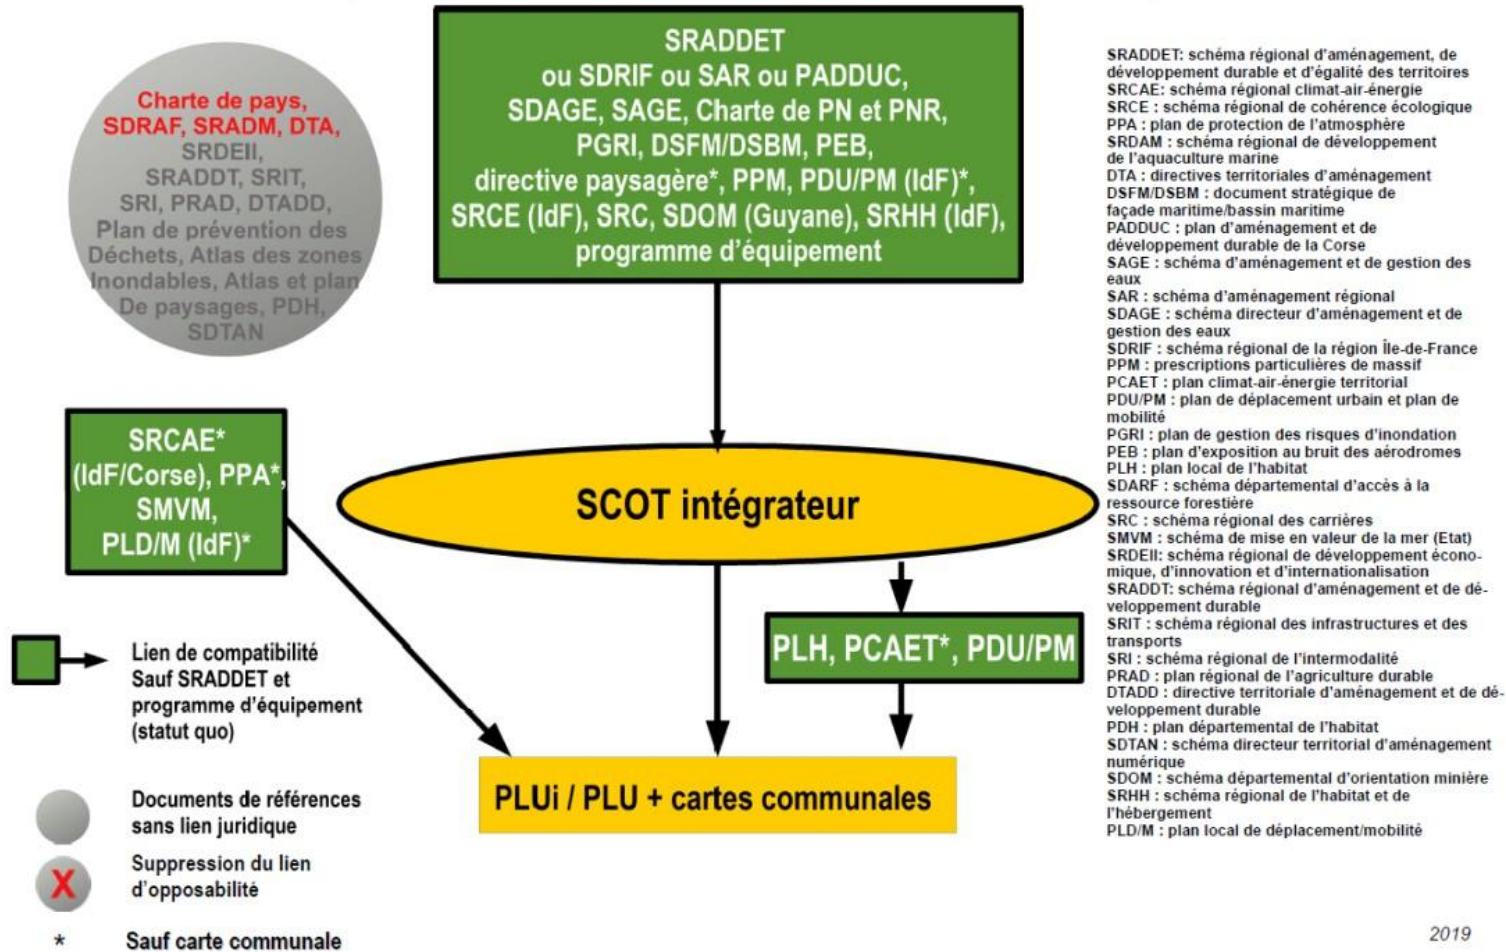 Charte de pays,
SDRAF, SRADM, DTA,
SRDEII,
SRADDT, SRIT,
SRI, PRAD, DTADD,
Plan de prévention des
Déchets, Atlas des zones
Inondables, Atlas et plan
De paysages, PDH,
SDTAN
SRADDET
ou SDRIF ou SAR ou PADDUC,
SDAGE, SAGE, Charte de PN et PNR,
PGRI, DSFM/DSBM, PEB,
directive paysagère*, PPM, PDU/PM (IdF)*,
SRCE (IdF), SRC, SDOM (Guyane), SRHH (IdF),
programme d'équipement
SRCAE*
(IdF/Corse), PPA*,
SMVM,
PLD/M (IdF)*
SCOT intégrateur
PLH, PCAET*, PDU/PM
PLUi / PLU + cartes communales
Lien de compatibilité
Sauf SRADDET et
programme d'équipement
(statut quo)
Documents de références
sans lien juridique
X
Suppression du lien
d'opposabilité
* Sauf carte communale
SRADDET: schéma régional d'aménagement, de
développement durable et d'égalité des territoires
SRCAE: schéma régional climat-air-énergie
SRCE : schéma régional de cohérence écologique
PPA : plan de protection de l'atmosphère
SRDAM : schéma régional de développement
de l'aquaculture marine
DTA : directives territoriales d'aménagement
DSFM/DSBM : document stratégique de
façade maritime/bassin maritime
PADDUC : plan d'aménagement et de
développement durable de la Corse
SAGE : schéma d'aménagement et de gestion des
eaux
SAR : schéma d'aménagement régional
SDAGE : schéma directeur d'aménagement et de
gestion des eaux
SDRIF : schéma régional de la région Île-de-France
PPM : prescriptions particulières de massif
PCAET : plan climat-air-énergie territorial
PDU/PM : plan de déplacement urbain et plan de
mobilité
PGRI : plan de gestion des risques d'inondation
PEB : plan d'exposition au bruit des aérodromes
PLH : plan local de l'habitat
SDARF : schéma départemental d'accès à la
ressource forestière
SRC : schéma régional des carrières
SMVM : schéma de mise en valeur de la mer (Etat)
SRDEII: schéma régional de développement écono-
mique, d'innovation et d'internationalisation
SRADDT: schéma régional d'aménagement et de dé-
veloppement durable
SRIT : schéma régional des infrastructures et des
transports
SRI : schéma régional de l'intermodalité
PRAD : plan régional de l'agriculture durable
DTADD : directive territoriale d'aménagement et de dé-
veloppement durable
PDH : plan départemental de l'habitat
SDTAN : schéma directeur territorial d'aménagement
numérique
SDOM : schéma départemental d'orientation minière
SRHH : schéma régional de l'habitat et de
l'hébergement
PLD/M : plan local de déplacement/mobilité
2019